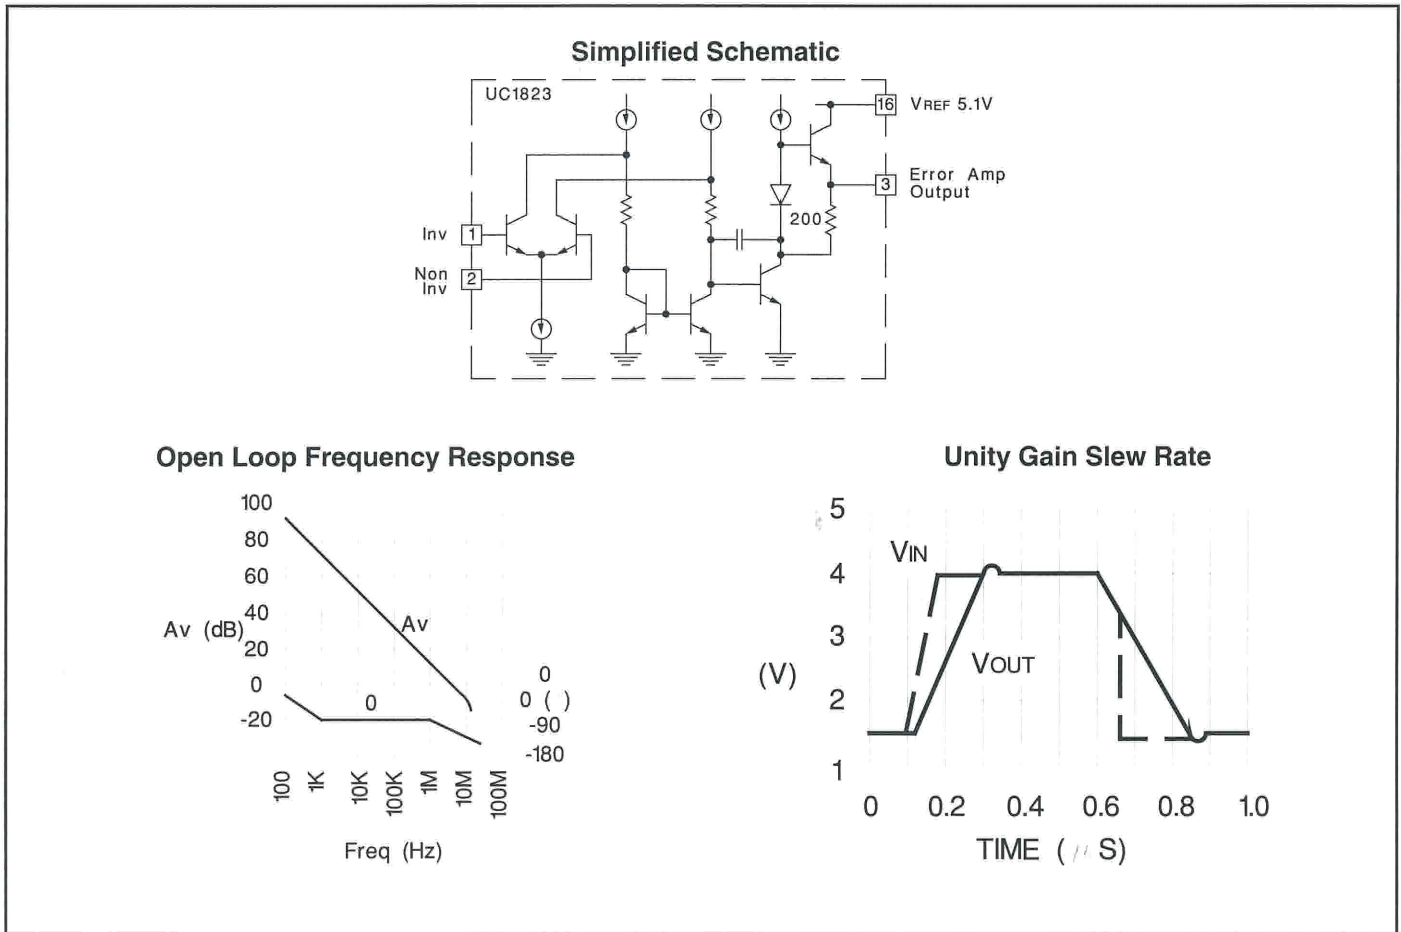 Simplified Schematic
UC1823
16 VREF 5.1V
3 Error Amp
Output
200
Inv 1
Non
Inv 2
Open Loop Frequency Response
100
80
60
40
Av (dB)
20
0
-20
Av
0
0
0 ( )
-90
-180
100 1K 10K 100K 1M 10M 100M
Freq (Hz)
Unity Gain Slew Rate
5
4
3
2
1
(V)
VIN
VOUT
0 0.2 0.4 0.6 0.8 1.0
TIME ( μ S)